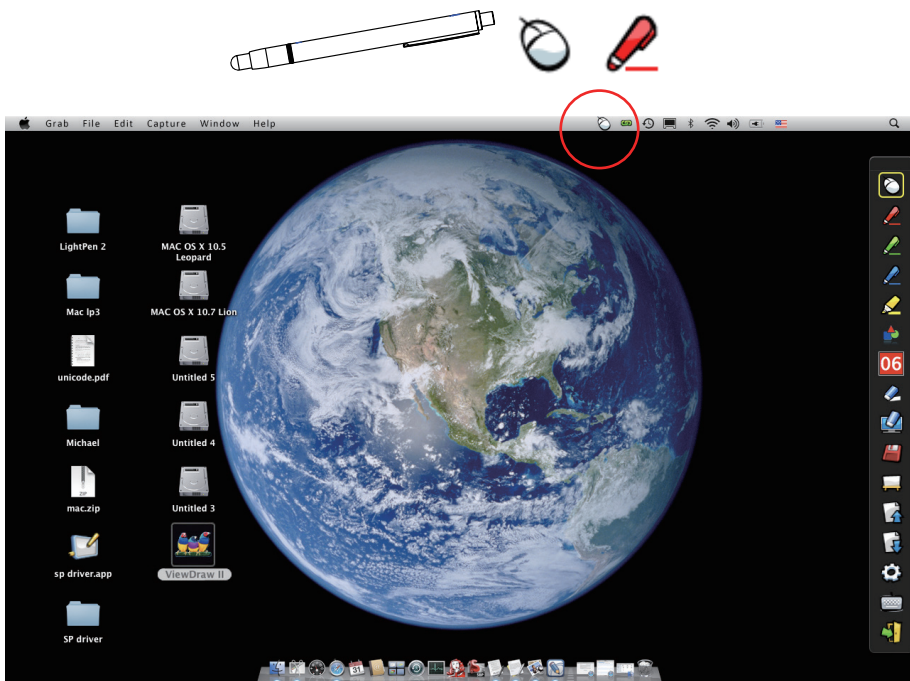 Grab File Edit Capture Window Help
LightPen 2
MAC OS X 10.5
Leopard
Mac lp3
MAC OS X 10.7 Lion
unicode.pdf
Untitled 5
06
Michael
Untitled 4
ZIP
mac.zip
Untitled 3
sp driver.app
ViewDraw II
SP driver
31